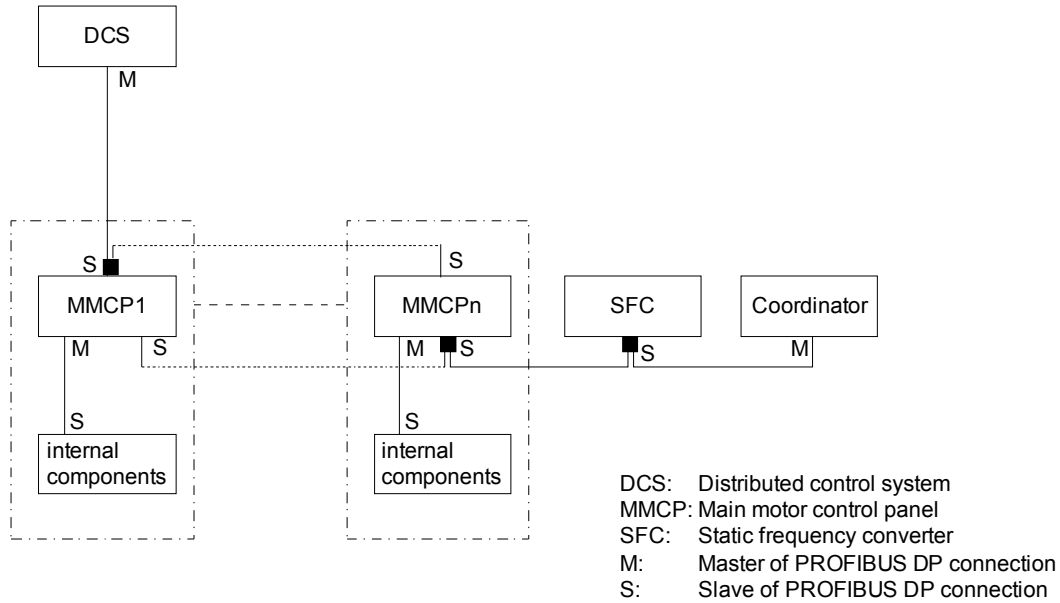 DCS
M
S
S
MMCP1
MMCPn
SFC
Coordinator
M
S
M
S
S
M
S
S
internal
components
internal
components
DCS: Distributed control system
MMCP: Main motor control panel
SFC: Static frequency converter
M: Master of PROFIBUS DP connection
S: Slave of PROFIBUS DP connection